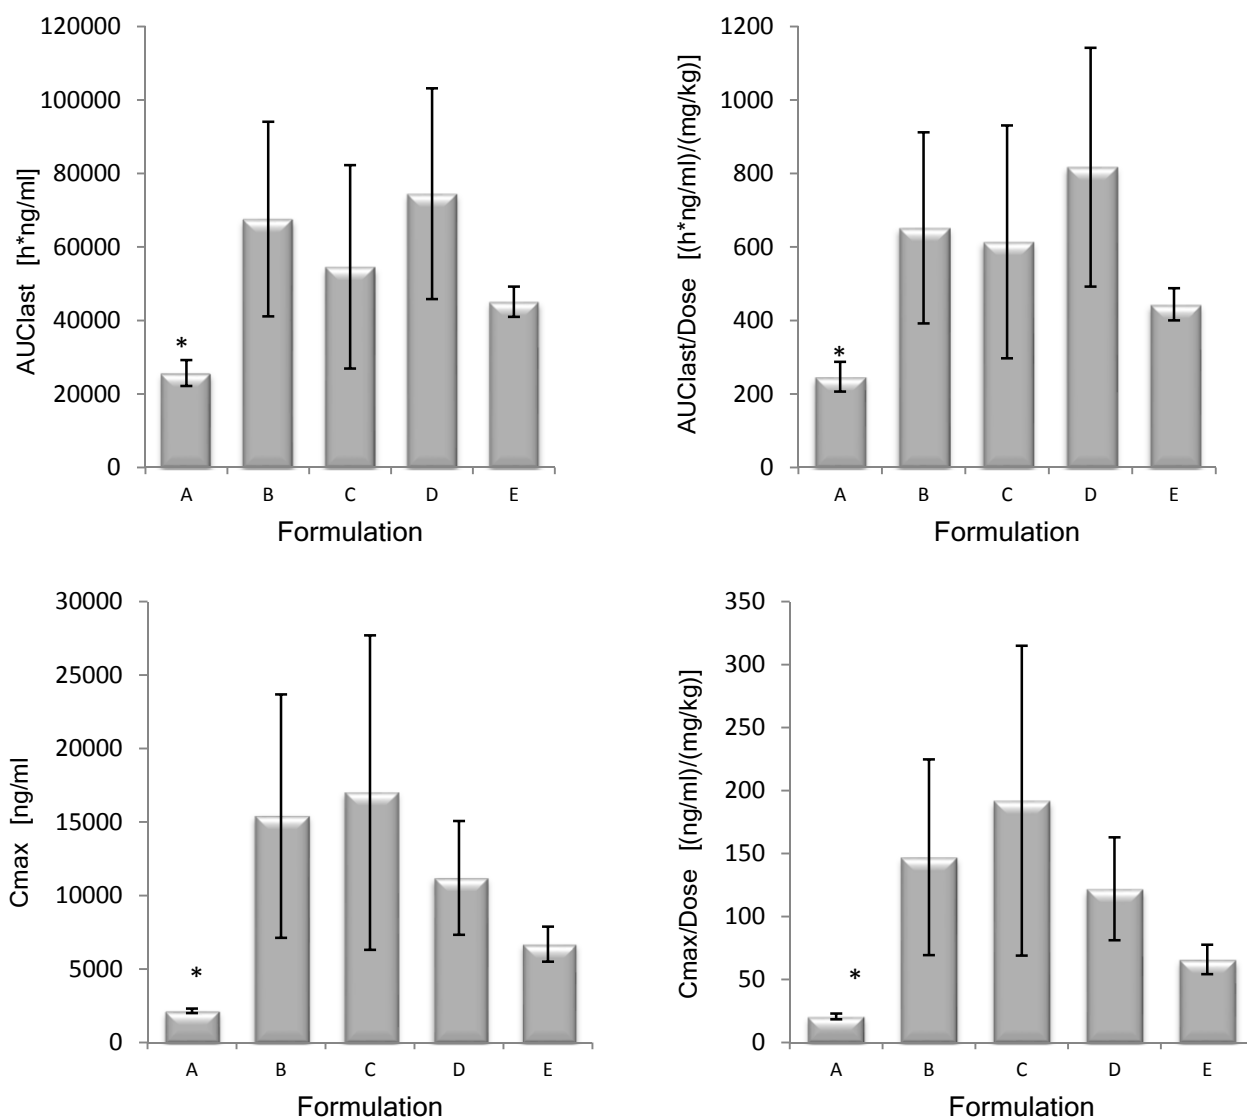 120000
100000
80000
60000
40000
20000
0
AUClast [h*ng/ml]
*
A B C D E
Formulation
1200
1000
800
600
400
200
0
AUClast/Dose [(h*ng/ml)/(mg/kg)]
*
A B C D E
Formulation
30000
25000
20000
15000
10000
5000
0
Cmax [ng/ml
*
A B C D E
Formulation
350
300
250
200
150
100
50
0
Cmax/Dose [(ng/ml)/(mg/kg)]
*
A B C D E
Formulation